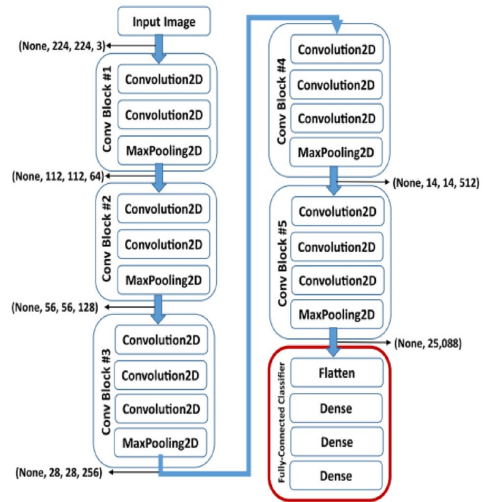 Input Image
(None, 224, 224, 3)
Conv Block #1
Convolution2D
Convolution2D
MaxPooling2D
(None, 112, 112, 64)
Conv Block #2
Convolution2D
Convolution2D
MaxPooling2D
(None, 56, 56, 128)
Conv Block #3
Convolution2D
Convolution2D
Convolution2D
MaxPooling2D
(None, 28, 28, 256)
Conv Block #4
Convolution2D
Convolution2D
Convolution2D
MaxPooling2D
(None, 14, 14, 512)
Conv Block #5
Convolution2D
Convolution2D
Convolution2D
MaxPooling2D
(None, 25,088)
Fully-Connected Classifier
Flatten
Dense
Dense
Dense